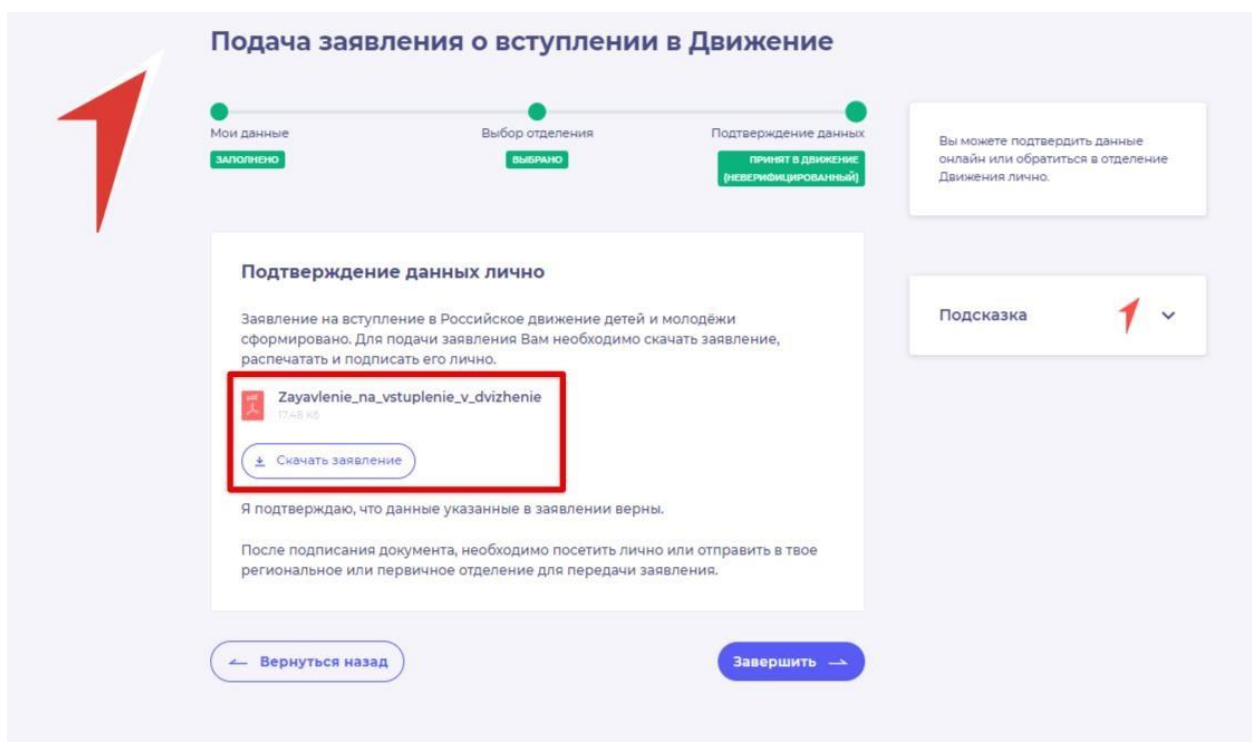 Подача заявления о вступлении в Движение
Мои данные
ЗАПОЛНЕНО
Выбор отделения
ВЫБРАНО
Подтверждение данных
ПРИНЯТ В ДВИЖЕНИЕ
(НЕВЕРИФИЦИРОВАННЫЙ)
Вы можете подтвердить данные
онлайн или обратиться в отделение
Движения лично.
Подтверждение данных лично
Заявление на вступление в Российское движение детей и молодёжи
сформировано. Для подачи заявления Вам необходимо скачать заявление,
распечатать и подписать его лично.
Zayavlenie_na_vstuplenie_v_dvizhenie
17.48 Кб
Скачать заявление
Я подтверждаю, что данные указанные в заявлении верны.
После подписания документа, необходимо посетить лично или отправить в твое
региональное или первичное отделение для передачи заявления.
Подсказка
Вернуться назад
Завершить